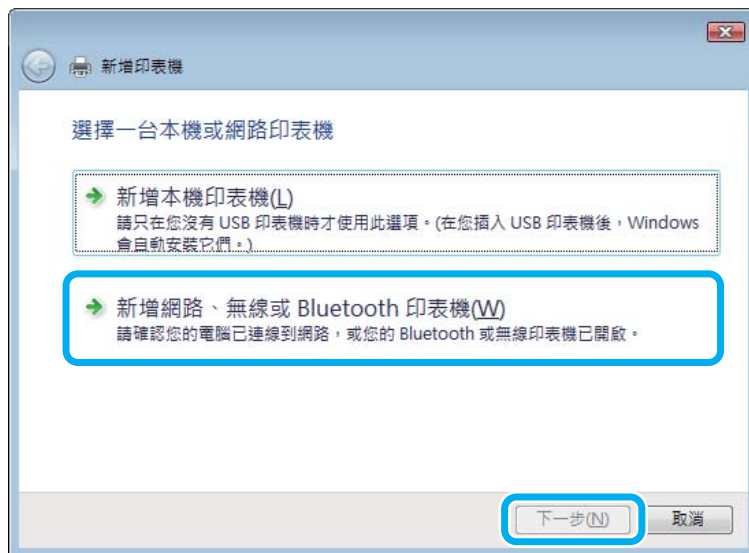 新增印表機
選擇一台本機或網路印表機
新增本機印表機(L)
請只在您沒有 USB 印表機時才使用此選項。(在您插入 USB 印表機後，Windows
會自動安裝它們。)
新增網路、無線或 Bluetooth 印表機(W)
請確認您的電腦已連線到網路，或您的 Bluetooth 或無線印表機已開啟。
下一步(N)
取消